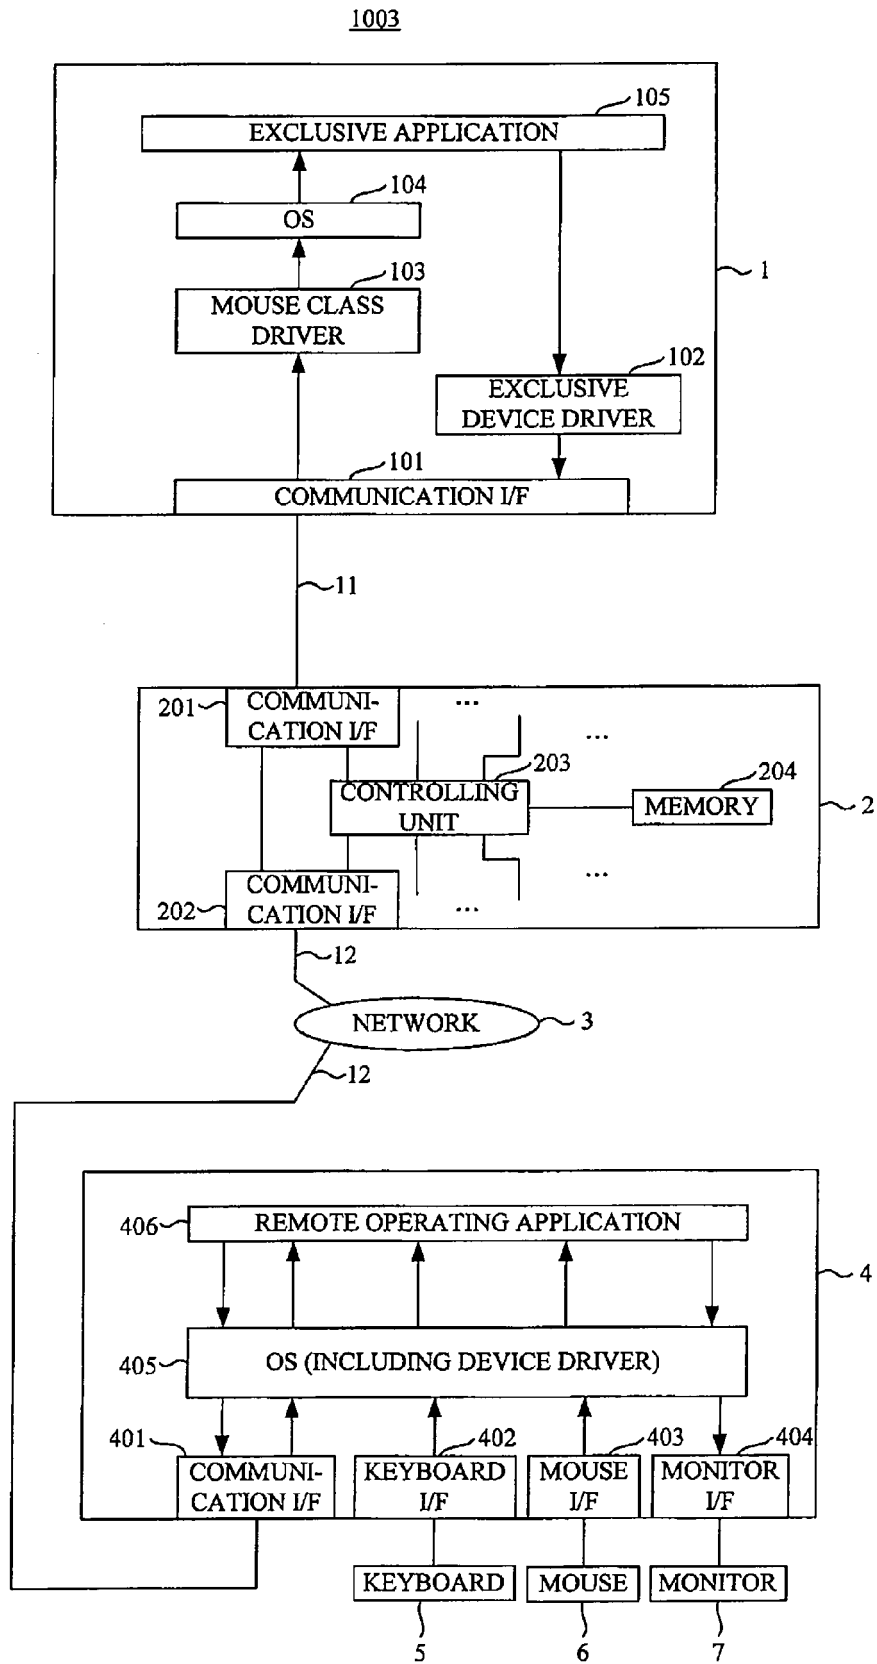 1003
105
EXCLUSIVE APPLICATION
104
OS
103
MOUSE CLASS
DRIVER
1
102
EXCLUSIVE
DEVICE DRIVER
101
COMMUNICATION I/F
11
201
COMMUNI-
CATION I/F
...
...
203
CONTROLLING
UNIT
204
MEMORY
2
202
COMMUNI-
CATION I/F
...
...
12
NETWORK
3
12
406
REMOTE OPERATING APPLICATION
4
405
OS (INCLUDING DEVICE DRIVER)
401
COMMUNI-
CATION I/F
402
KEYBOARD
I/F
403
MOUSE
I/F
404
MONITOR
I/F
KEYBOARD
MOUSE
MONITOR
5
6
7